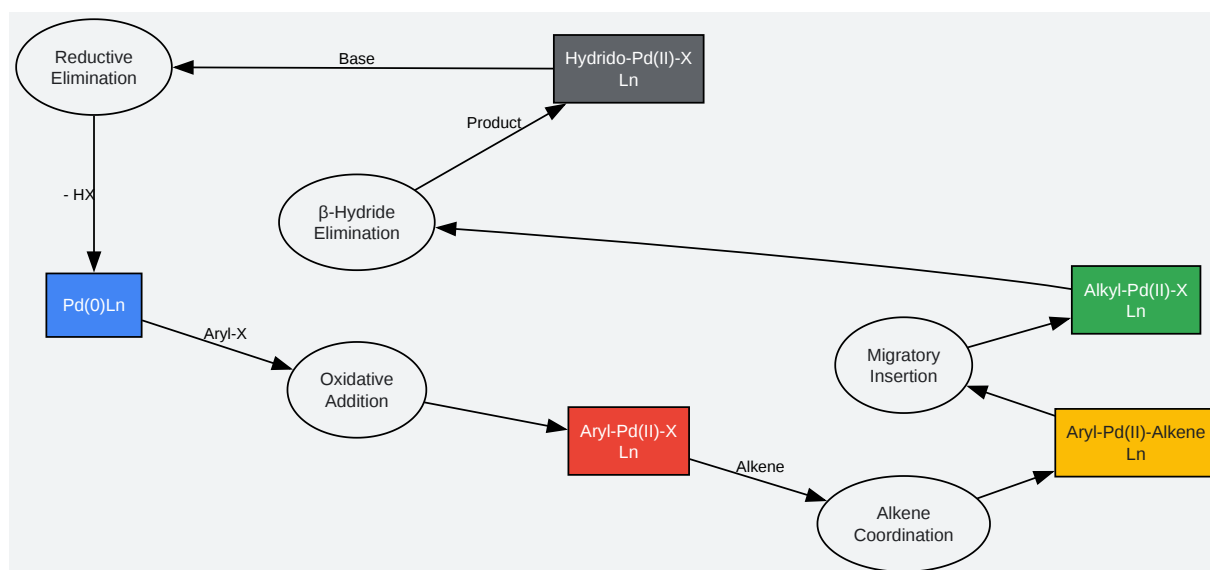 Reductive
Elimination
Base
Hydrido-Pd(II)-X
Ln
Product
- HX
β-Hydride
Elimination
Pd(0)Ln
Aryl-X
Oxidative
Addition
Alkyl-Pd(II)-X
Ln
Migratory
Insertion
Aryl-Pd(II)-X
Ln
Alkene
Aryl-Pd(II)-Alkene
Ln
Alkene
Coordination